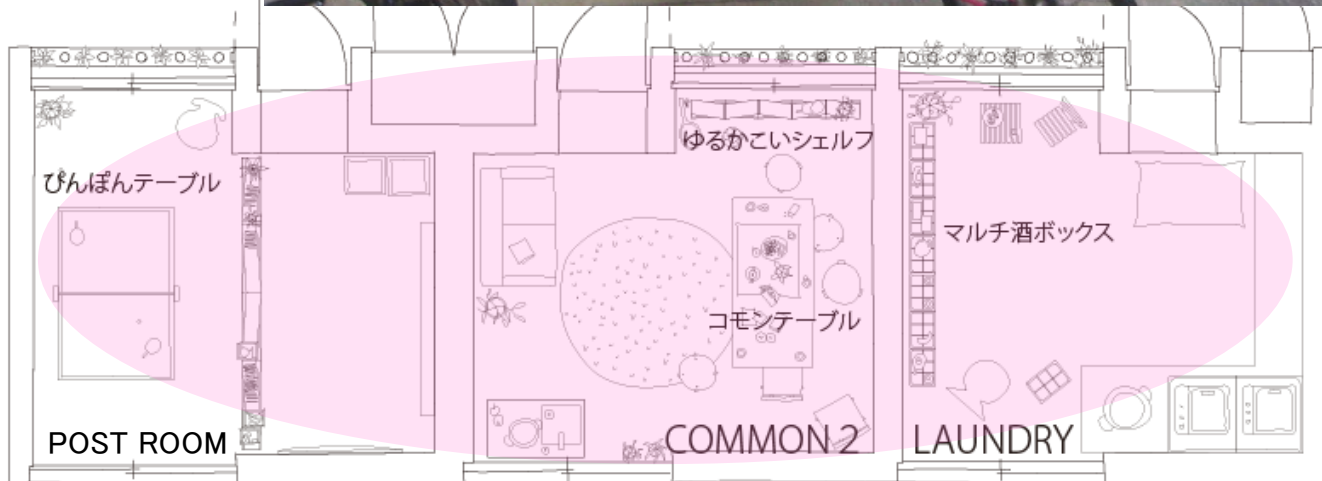 ゆるかこいシェルフ
ぴんぽんテーブル
マルチ酒ボックス
コモンテーブル
POST ROOM
COMMON 2
LAUNDRY